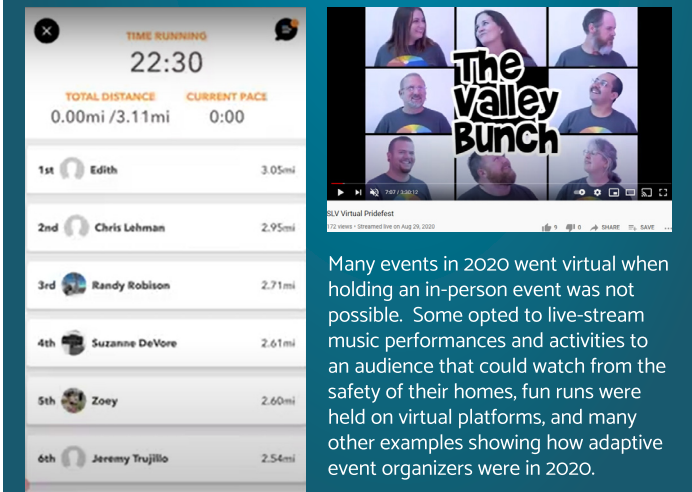 TIME RUNNING
22:30
TOTAL DISTANCE CURRENT PACE
0.00mi /3.11mi 0:00
1st Edith 3.05mi
2nd Chris Lehman 2.95mi
3rd Randy Robison 2.71mi
4th Suzanne DeVore 2.61mi
5th Zoey 2.60mi
6th Jeremy Trujillo 2.54mi
The
Valley
Bunch
7:07 / 3:30:12
SLV Virtual Pridefest
172 views • Streamed live on Aug 29, 2020 9 0 SHARE SAVE
Many events in 2020 went virtual when
holding an in-person event was not
possible. Some opted to live-stream
music performances and activities to
an audience that could watch from the
safety of their homes, fun runs were
held on virtual platforms, and many
other examples showing how adaptive
event organizers were in 2020.